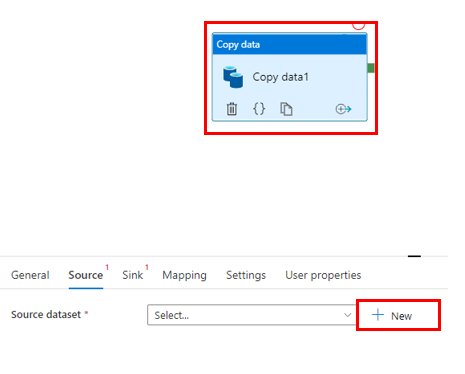 Copy data
Copy data1
General Source 1 Sink 1 Mapping Settings User properties
Source dataset * Select... + New